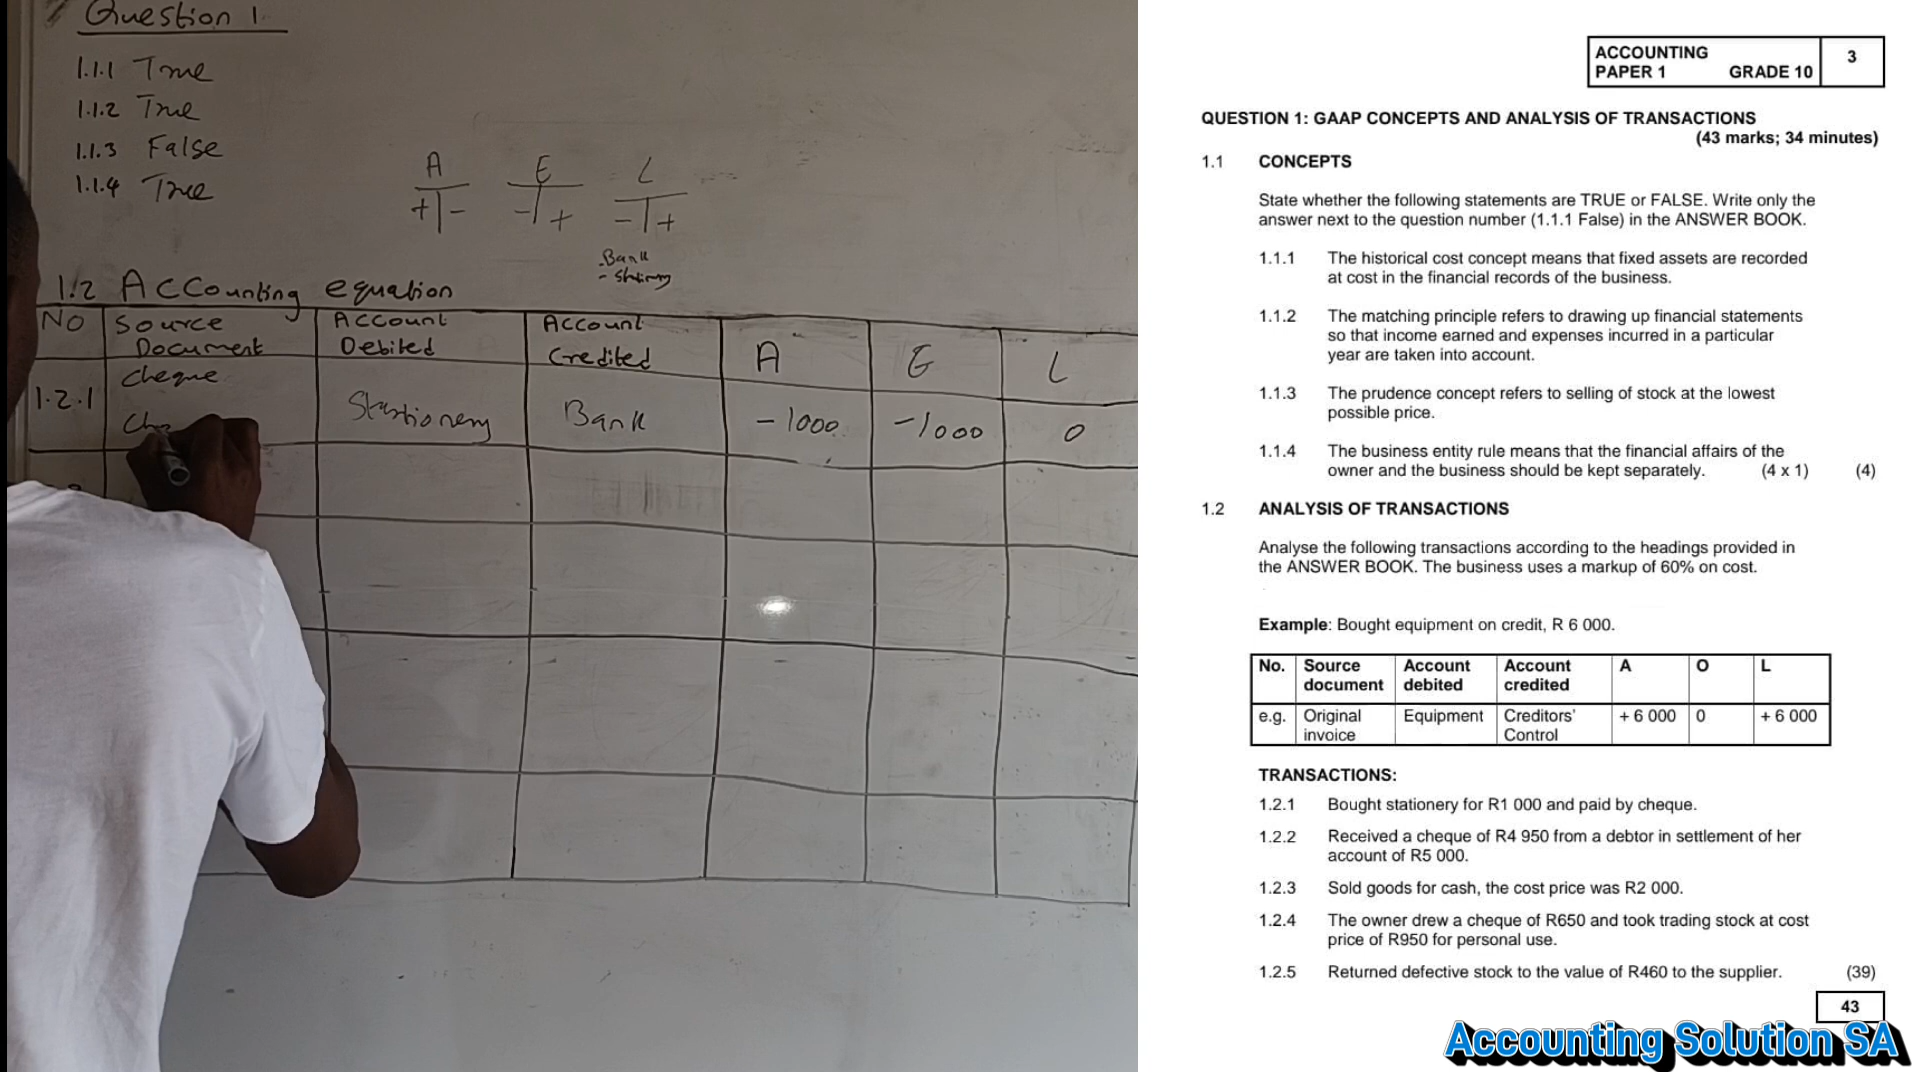 Question 1
1.1.1 True
1.1.2 True
1.1.3 False
1.1.4 True
A E L
+ - - + - +
- Bank
- Stationery
1.2 Accounting equation
No Source Document Account Debited Account Credited A E L
1.2.1 Cheque Stationery Bank -1000 -1000 0
ACCOUNTING
PAPER 1 GRADE 10
3
QUESTION 1: GAAP CONCEPTS AND ANALYSIS OF TRANSACTIONS
(43 marks; 34 minutes)
1.1 CONCEPTS
State whether the following statements are TRUE or FALSE. Write only the
answer next to the question number (1.1.1 False) in the ANSWER BOOK.
1.1.1 The historical cost concept means that fixed assets are recorded
at cost in the financial records of the business.
1.1.2 The matching principle refers to drawing up financial statements
so that income earned and expenses incurred in a particular
year are taken into account.
1.1.3 The prudence concept refers to selling of stock at the lowest
possible price.
1.1.4 The business entity rule means that the financial affairs of the
owner and the business should be kept separately. (4 x 1) (4)
1.2 ANALYSIS OF TRANSACTIONS
Analyse the following transactions according to the headings provided in
the ANSWER BOOK. The business uses a markup of 60% on cost.
Example: Bought equipment on credit, R 6 000.
No. Source document Account debited Account credited A O L
e.g. Original invoice Equipment Creditors' Control + 6 000 0 + 6 000
TRANSACTIONS:
1.2.1 Bought stationery for R1 000 and paid by cheque.
1.2.2 Received a cheque of R4 950 from a debtor in settlement of her
account of R5 000.
1.2.3 Sold goods for cash, the cost price was R2 000.
1.2.4 The owner drew a cheque of R650 and took trading stock at cost
price of R950 for personal use.
1.2.5 Returned defective stock to the value of R460 to the supplier. (39)
43
Accounting Solution SA